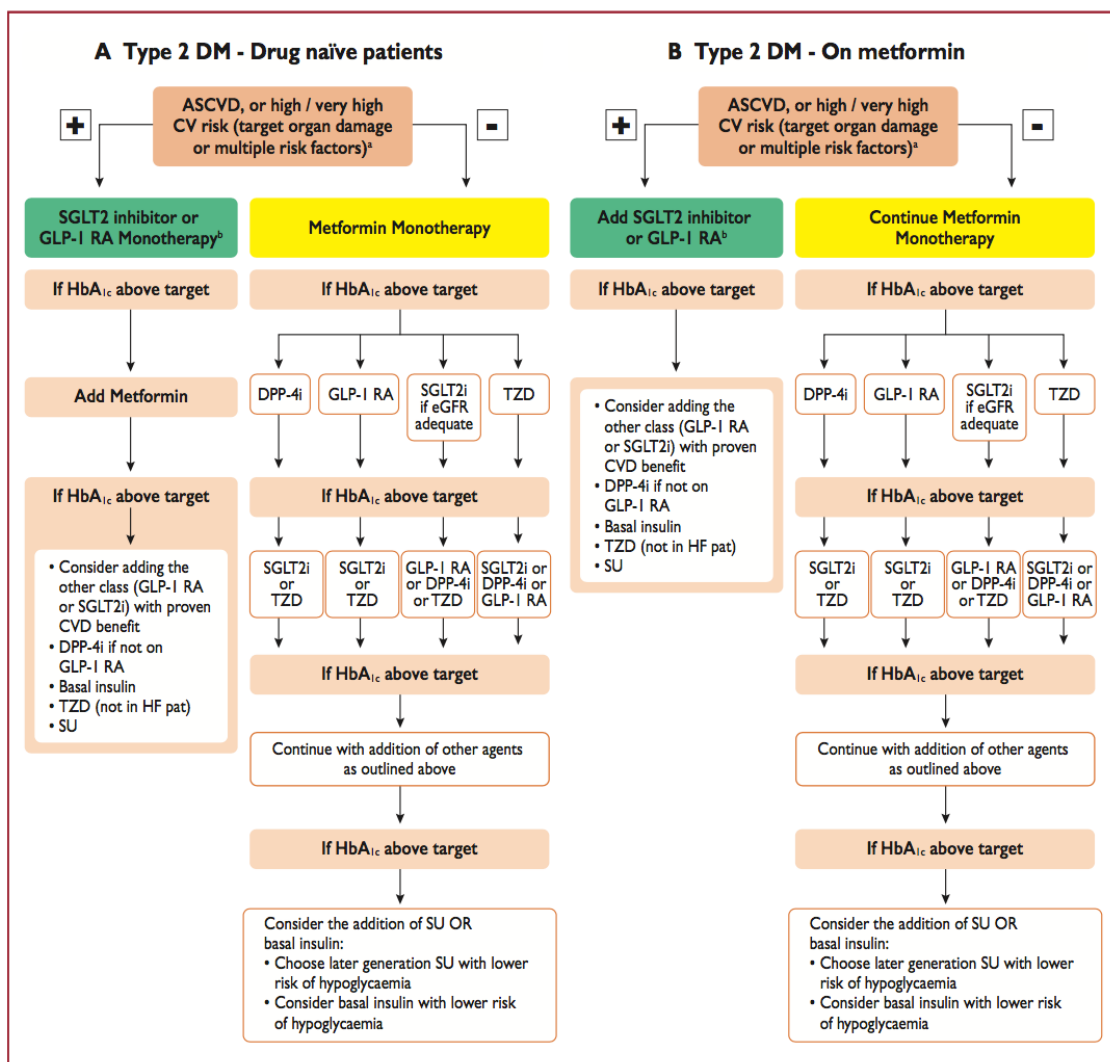 A Type 2 DM - Drug naïve patients
ASCVD, or high / very high
CV risk (target organ damage
or multiple risk factors)ᵃ
+
-
SGLT2 inhibitor or
GLP-1 RA Monotherapyᵇ
Metformin Monotherapy
If HbA1c above target
If HbA1c above target
DPP-4i
GLP-1 RA
SGLT2i
if eGFR
adequate
TZD
Add Metformin
If HbA1c above target
• Consider adding the
other class (GLP-1 RA
or SGLT2i) with proven
CVD benefit
• DPP-4i if not on
GLP-1 RA
• Basal insulin
• TZD (not in HF pat)
• SU
If HbA1c above target
SGLT2i
or
TZD
SGLT2i
or
TZD
GLP-1 RA
or DPP-4i
or TZD
SGLT2i or
DPP-4i or
GLP-1 RA
If HbA1c above target
Continue with addition of other agents
as outlined above
If HbA1c above target
Consider the addition of SU OR
basal insulin:
• Choose later generation SU with lower
risk of hypoglycaemia
• Consider basal insulin with lower risk
of hypoglycaemia
B Type 2 DM - On metformin
ASCVD, or high / very high
CV risk (target organ damage
or multiple risk factors)ᵃ
+
-
Add SGLT2 inhibitor
or GLP-1 RAᵇ
Continue Metformin
Monotherapy
If HbA1c above target
If HbA1c above target
• Consider adding the
other class (GLP-1 RA
or SGLT2i) with proven
CVD benefit
• DPP-4i if not on
GLP-1 RA
• Basal insulin
• TZD (not in HF pat)
• SU
DPP-4i
GLP-1 RA
SGLT2i
if eGFR
adequate
TZD
If HbA1c above target
SGLT2i
or
TZD
SGLT2i
or
TZD
GLP-1 RA
or DPP-4i
or TZD
SGLT2i or
DPP-4i or
GLP-1 RA
If HbA1c above target
Continue with addition of other agents
as outlined above
If HbA1c above target
Consider the addition of SU OR
basal insulin:
• Choose later generation SU with lower
risk of hypoglycaemia
• Consider basal insulin with lower risk
of hypoglycaemia